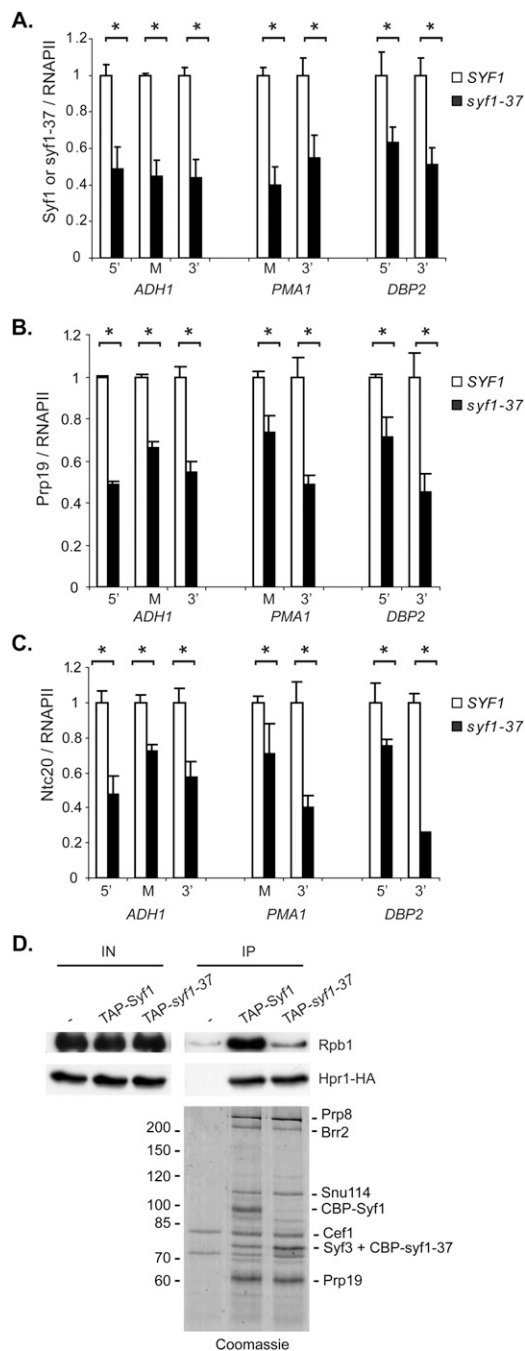 A.
* * * * * * *
Syf1 or syf1-37 / RNAPII
1.2
1
0.8
0.6
0.4
0.2
0
SYF1
syf1-37
5' M 3' M 3' 5' 3'
ADH1 PMA1 DBP2
B.
* * * * * * *
Prp19 / RNAPII
1.2
1
0.8
0.6
0.4
0.2
0
SYF1
syf1-37
5' M 3' M 3' 5' 3'
ADH1 PMA1 DBP2
C.
* * * * * * *
Ntc20 / RNAPII
1.2
1
0.8
0.6
0.4
0.2
0
SYF1
syf1-37
5' M 3' M 3' 5' 3'
ADH1 PMA1 DBP2
D.
IN IP
- TAP-Syf1 TAP-syf1-37 - TAP-Syf1 TAP-syf1-37
Rpb1
Hpr1-HA
Prp8
200 Brr2
150
120
Snu114
100 CBP-Syf1
85
Cef1
70 Syf3 + CBP-syf1-37
60 Prp19
Coomassie